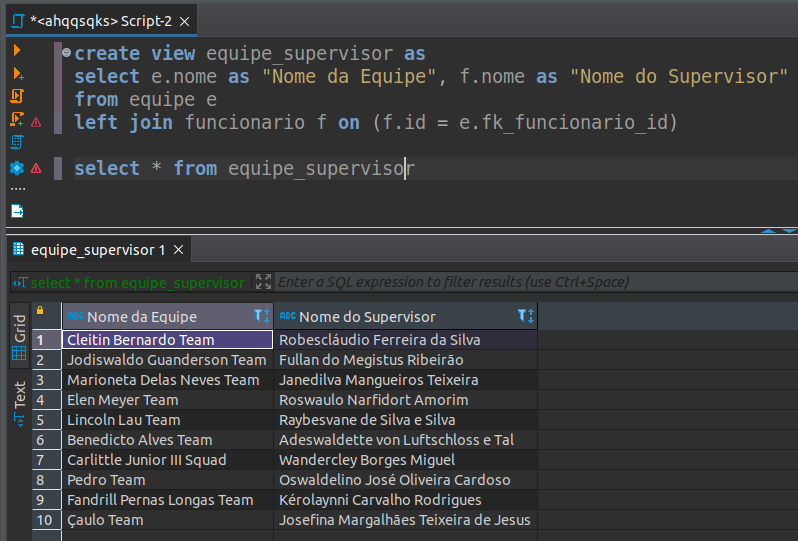 *<ahqqsqks> Script-2
create view equipe_supervisor as
select e.nome as "Nome da Equipe", f.nome as "Nome do Supervisor"
from equipe e
left join funcionario f on (f.id = e.fk_funcionario_id)
select * from equipe_supervisor
equipe_supervisor 1
select * from equipe_supervisor Enter a SQL expression to filter results (use Ctrl+Space)
Grid
Text
ABC Nome da Equipe ABC Nome do Supervisor
1 Cleitin Bernardo Team Robescláudio Ferreira da Silva
2 Jodiswaldo Guanderson Team Fullan do Megistus Ribeirão
3 Marioneta Delas Neves Team Janedilva Mangueiros Teixeira
4 Elen Meyer Team Roswaulo Narfidort Amorim
5 Lincoln Lau Team Raybesvane de Silva e Silva
6 Benedicto Alves Team Adeswaldette von Luftschloss e Tal
7 Carlittle Junior III Squad Wandercley Borges Miguel
8 Pedro Team Oswaldelino José Oliveira Cardoso
9 Fandrill Pernas Longas Team Kérolaynni Carvalho Rodrigues
10 Çaulo Team Josefina Margalhães Teixeira de Jesus